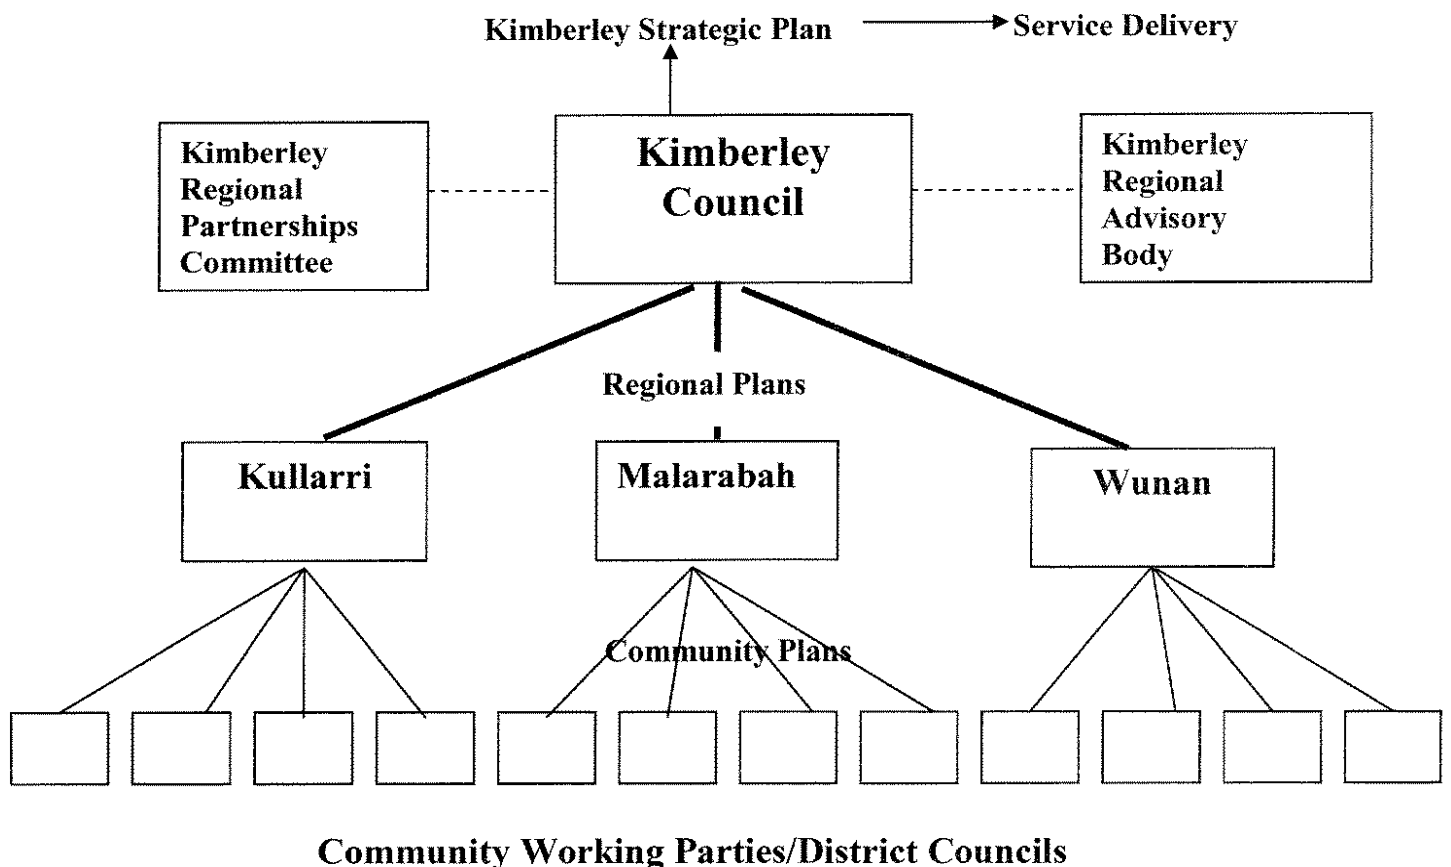 Kimberley Strategic Plan
Service Delivery
Kimberley
Regional
Partnerships
Committee
Kimberley
Council
Kimberley
Regional
Advisory
Body
Regional Plans
Kullarri
Malarabah
Wunan
Community Plans
Community Working Parties/District Councils